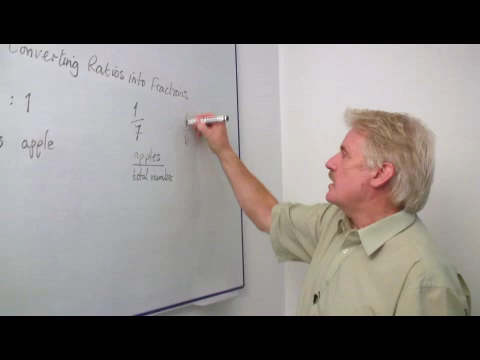 Converting Ratios into Fractions
: 1
apple
1
7
apples
total number